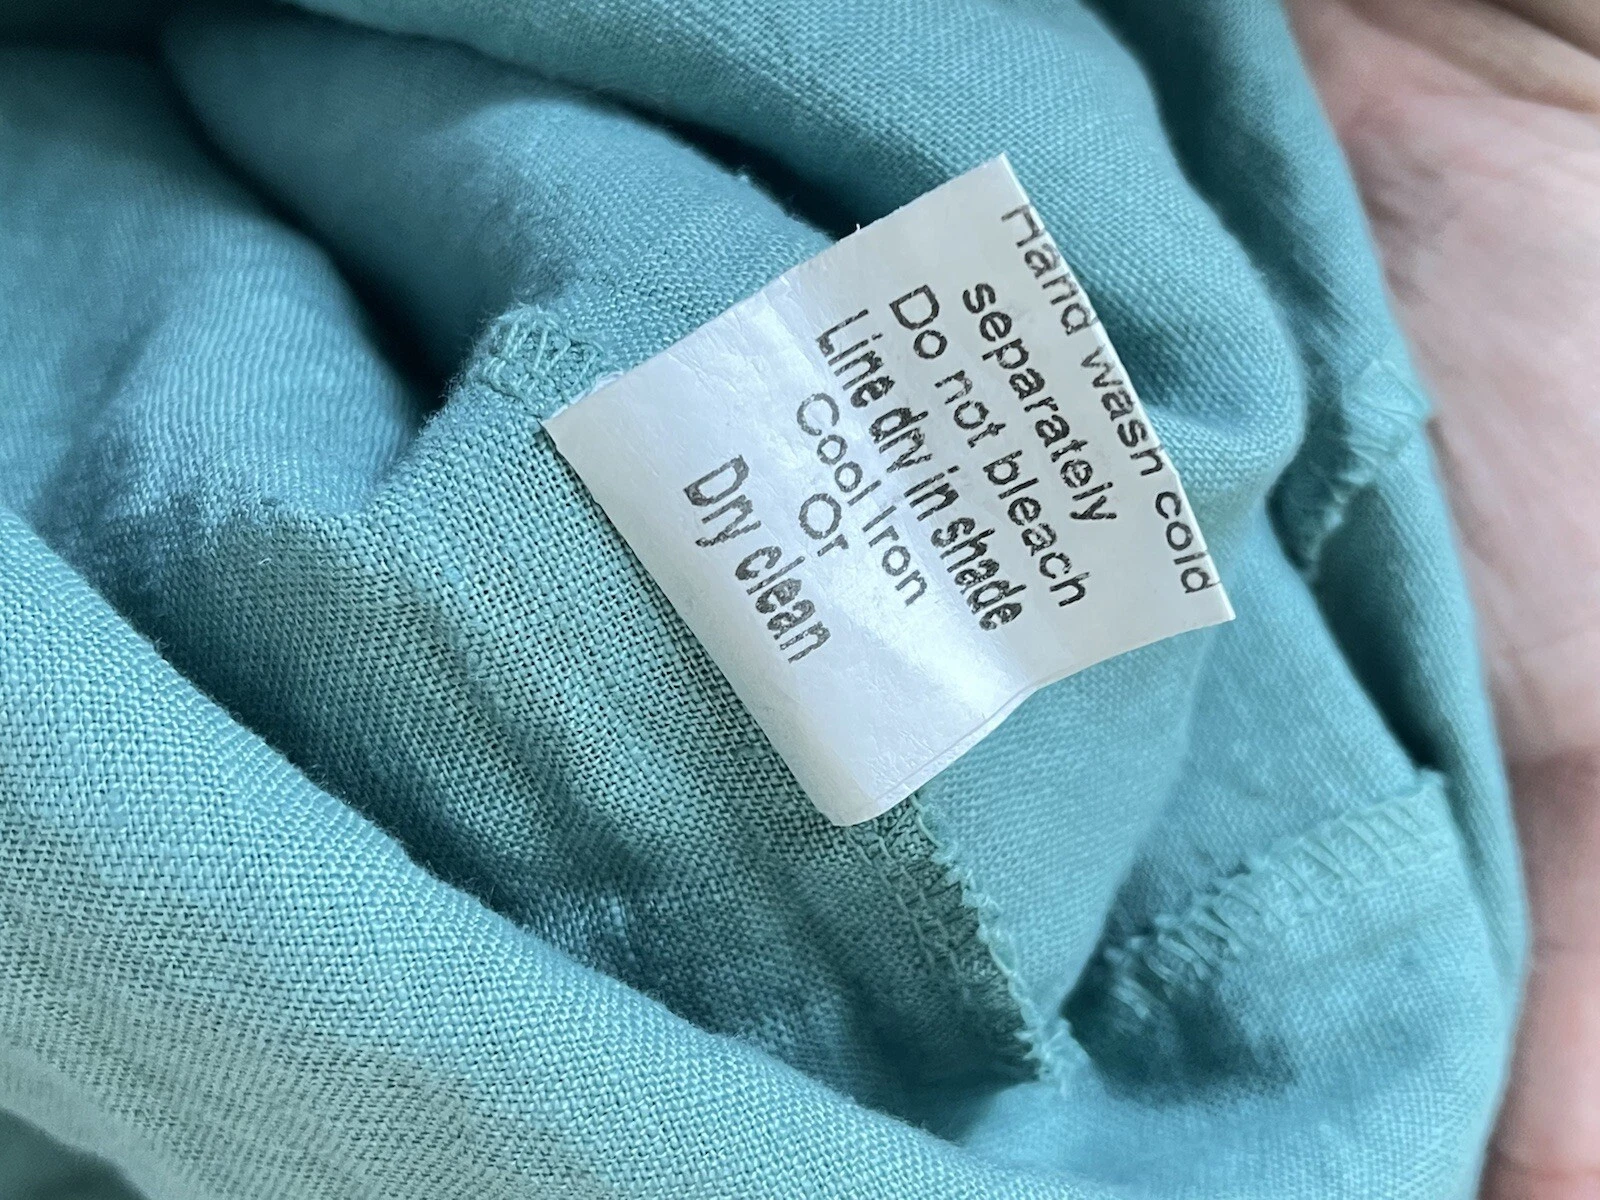 Hand wash cold
separately
Do not bleach
Line dry in shade
Cool Iron
Or
Dry clean